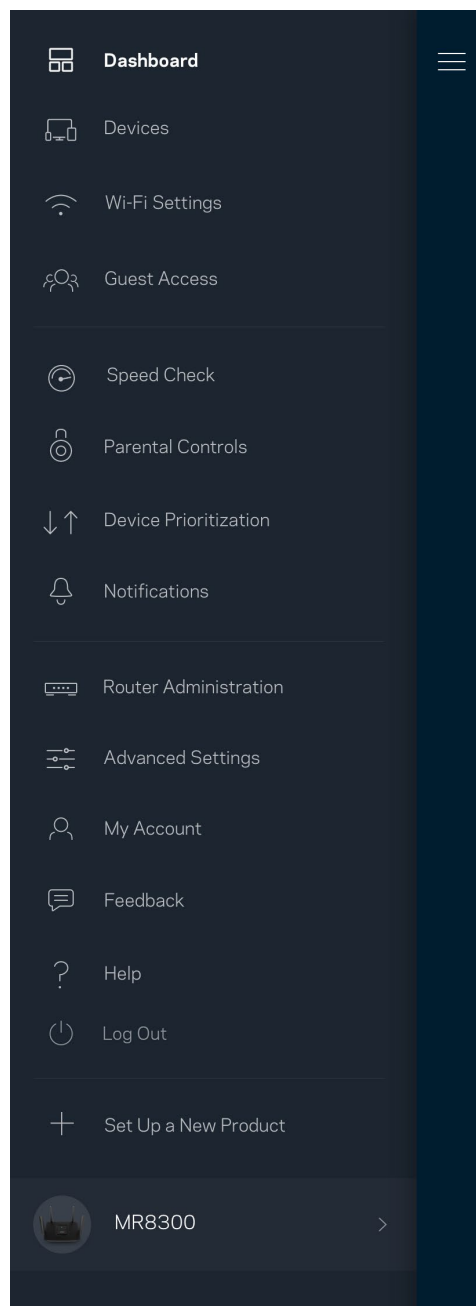 Dashboard
Devices
Wi-Fi Settings
Guest Access
Speed Check
Parental Controls
Device Prioritization
Notifications
Router Administration
Advanced Settings
My Account
Feedback
Help
Log Out
Set Up a New Product
MR8300